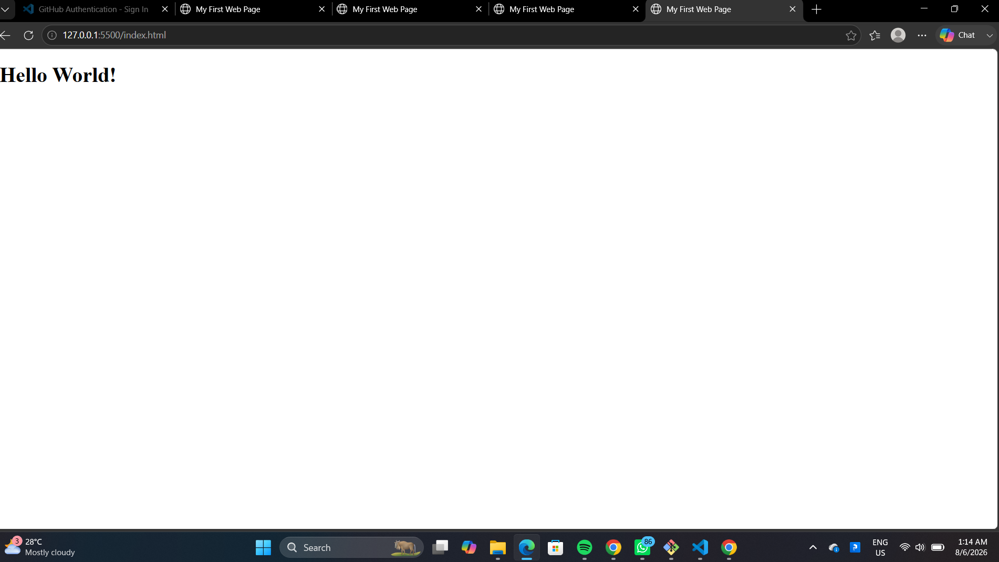 GitHub Authentication - Sign In
My First Web Page
My First Web Page
My First Web Page
My First Web Page
127.0.0.1:5500/index.html
Chat
Hello World!
3
28°C
Mostly cloudy
Search
86
ENG
US
1:14 AM
8/6/2026